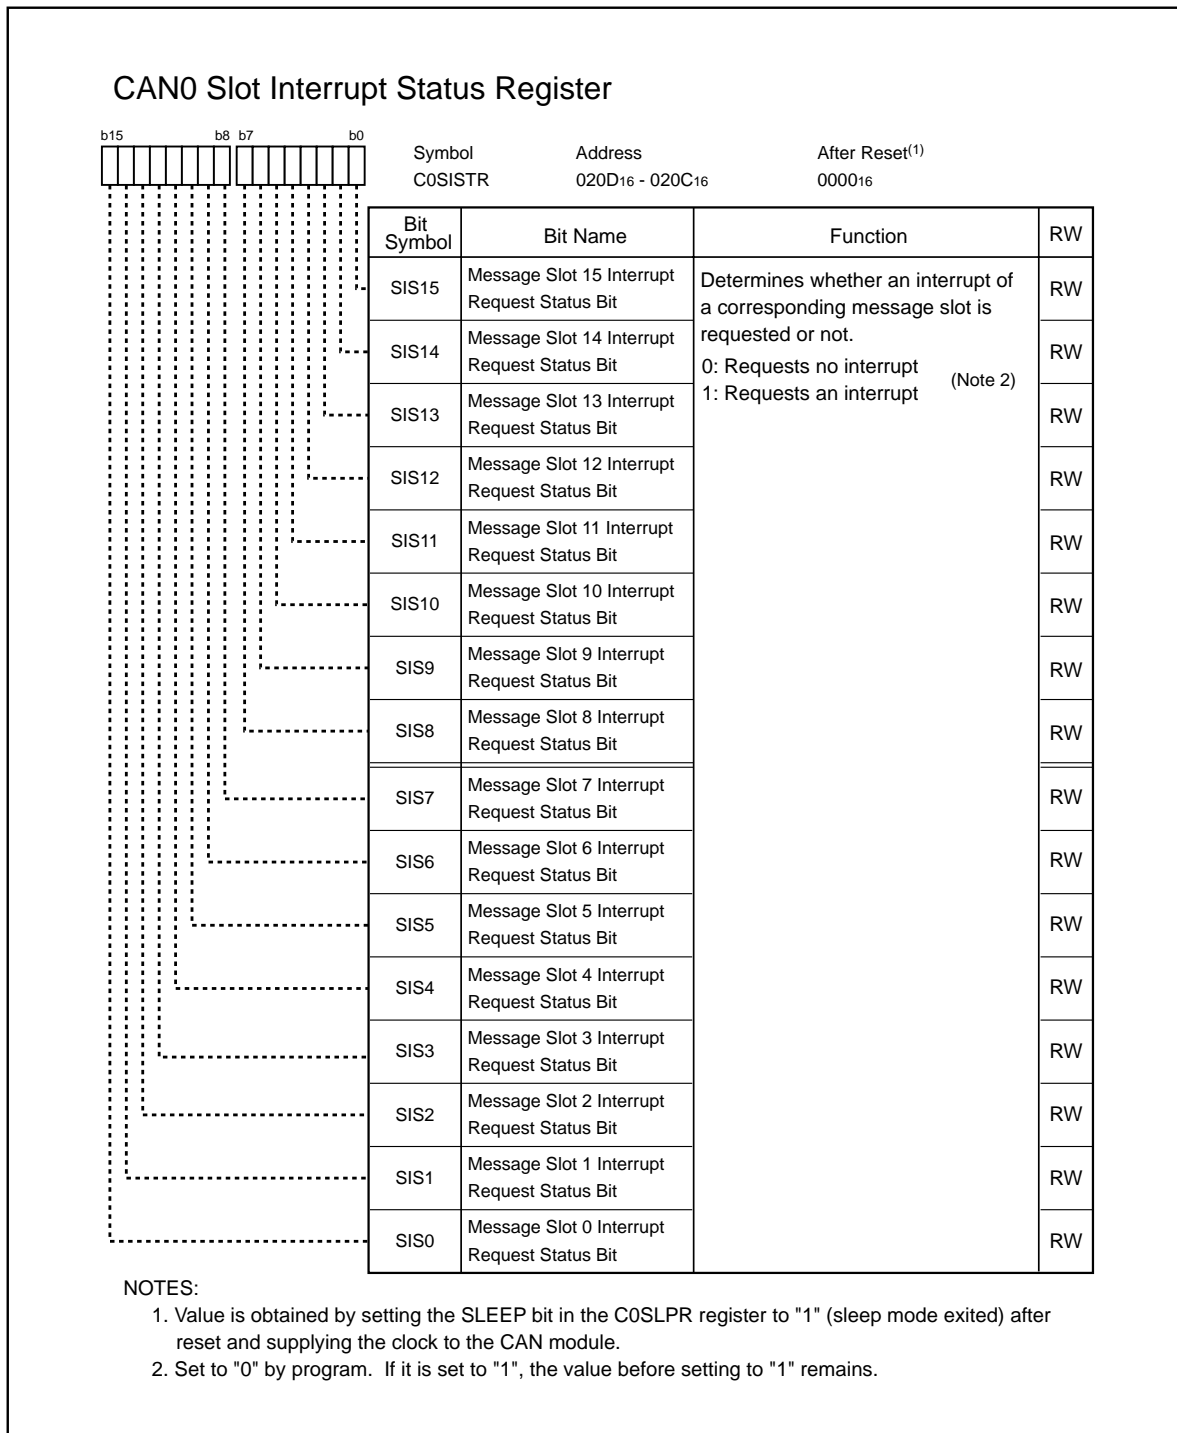 CAN0 Slot Interrupt Status Register
b15 b8 b7 b0
Symbol Address After Reset(1)
C0SISTR 020D16 - 020C16 000016
Bit Symbol Bit Name Function RW
SIS15 Message Slot 15 Interrupt Request Status Bit RW
Determines whether an interrupt of
a corresponding message slot is
requested or not.
0: Requests no interrupt
1: Requests an interrupt
(Note 2)
SIS14 Message Slot 14 Interrupt Request Status Bit RW
SIS13 Message Slot 13 Interrupt Request Status Bit RW
SIS12 Message Slot 12 Interrupt Request Status Bit RW
SIS11 Message Slot 11 Interrupt Request Status Bit RW
SIS10 Message Slot 10 Interrupt Request Status Bit RW
SIS9 Message Slot 9 Interrupt Request Status Bit RW
SIS8 Message Slot 8 Interrupt Request Status Bit RW
SIS7 Message Slot 7 Interrupt Request Status Bit RW
SIS6 Message Slot 6 Interrupt Request Status Bit RW
SIS5 Message Slot 5 Interrupt Request Status Bit RW
SIS4 Message Slot 4 Interrupt Request Status Bit RW
SIS3 Message Slot 3 Interrupt Request Status Bit RW
SIS2 Message Slot 2 Interrupt Request Status Bit RW
SIS1 Message Slot 1 Interrupt Request Status Bit RW
SIS0 Message Slot 0 Interrupt Request Status Bit RW
NOTES:
1. Value is obtained by setting the SLEEP bit in the C0SLPR register to "1" (sleep mode exited) after
reset and supplying the clock to the CAN module.
2. Set to "0" by program. If it is set to "1", the value before setting to "1" remains.